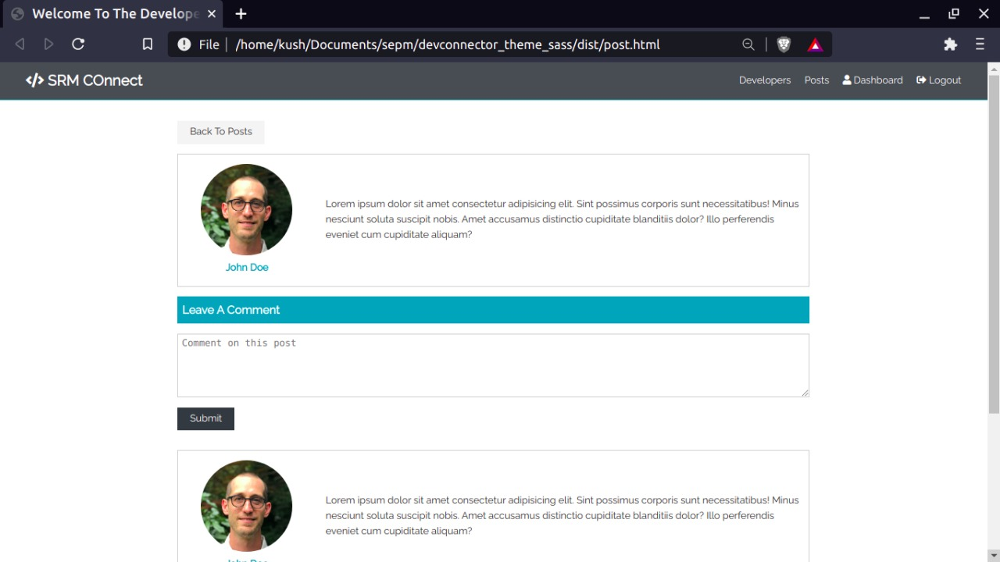 Welcome To The Develope
File
/home/kush/Documents/sepm/devconnector_theme_sass/dist/post.html
</> SRM COnnect
Developers Posts Dashboard Logout
Back To Posts
Lorem ipsum dolor sit amet consectetur adipisicing elit. Sint possimus corporis sunt necessitatibus! Minus
nesciunt soluta suscipit nobis. Amet accusamus distinctio cupiditate blanditiis dolor? Illo perferendis
eveniet cum cupiditate aliquam?
John Doe
Leave A Comment
Comment on this post
Submit
Lorem ipsum dolor sit amet consectetur adipisicing elit. Sint possimus corporis sunt necessitatibus! Minus
nesciunt soluta suscipit nobis. Amet accusamus distinctio cupiditate blanditiis dolor? Illo perferendis
eveniet cum cupiditate aliquam?
John Doe